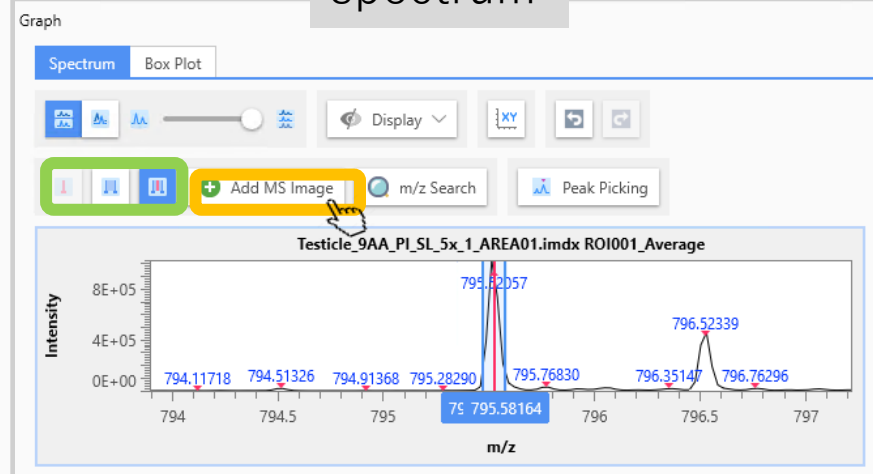 Spectrum
Graph
Spectrum Box Plot
Display XY
Add MS Image m/z Search Peak Picking
Testicle_9AA_PI_SL_5x_1_AREA01.imdx ROI001_Average
Intensity
8E+05
4E+05
0E+00
795.52057
796.52339
794.11718 794.51326 794.91368 795.28290 795.76830 796.35147 796.76296
794 794.5 795 79 795.58164 796 796.5 797
m/z